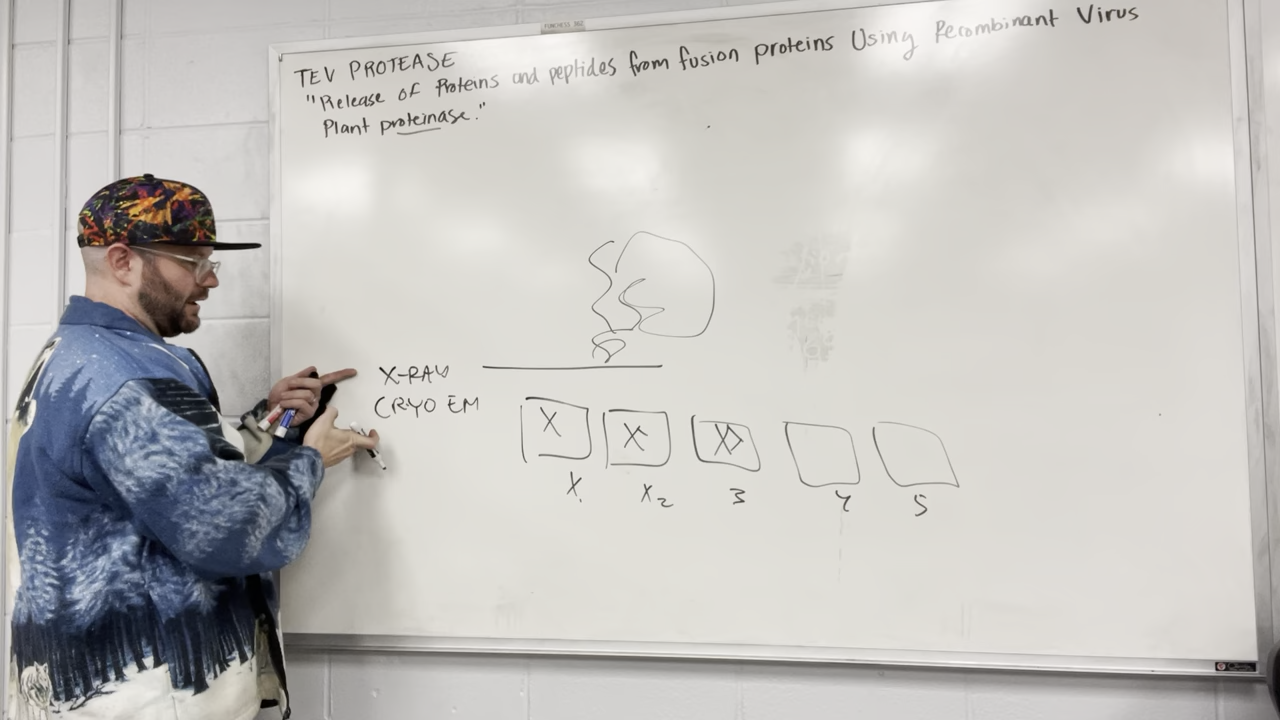 TEV PROTEASE
"Release of Proteins and peptides from fusion proteins Using Recombinant Virus
Plant proteinase."
X-RAY
CRYO EM
X X XX
X. X2 3 4 5